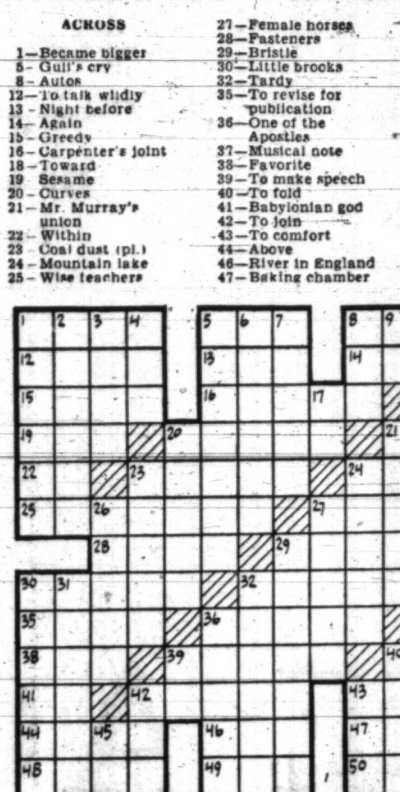 ACROSS
1—Became bigger
5- Gull's cry
8- Autos
12—To talk wildly
13 - Night before
14- Again
15- Greedy
16- Carpenter's joint
18—Toward
19 Sesame
20- Curves
21- Mr. Murray's
union
22- Within
23 Coal dust (pl.)
24- Mountain lake
25- Wise teachers
27—Female horses
28—Fasteners
29—Bristle
30—Little brooks
32—Tardy
35—To revise for
publication
36—One of the
Apostles
37—Musical note
38—Favorite
39—To make speech
40—To fold
41—Babylonian god
42—To join
43—To comfort
44—Above
46—River in England
47—Baking chamber
1 2 3 4 5 6 7 8 9
12 13 14
15 16 17
19 20 21
22 23 24
25 26 27
28 29
30 31 32
35 36
38 39 40
41 42 43
44 45 46 47
48 49 50